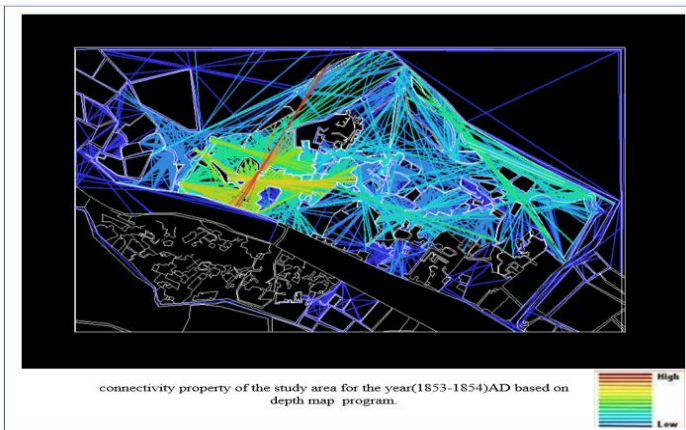 connectivity property of the study area for the year(1853-1854)AD based on
depth map program.
High
Low